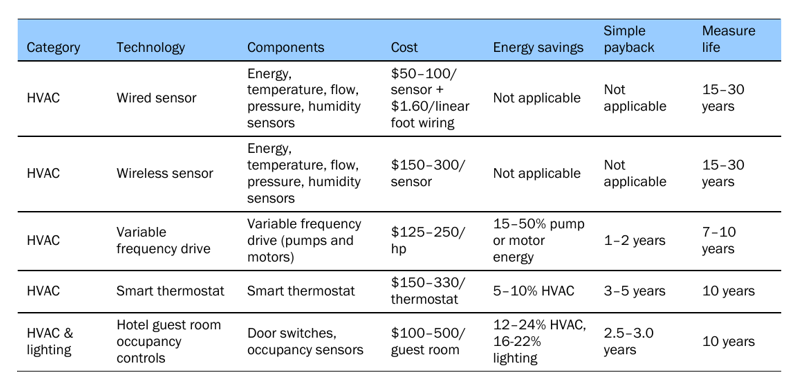 Category Technology Components Cost Energy savings Simple payback Measure life
HVAC Wired sensor Energy, temperature, flow, pressure, humidity sensors $50–100/ sensor + $1.60/linear foot wiring Not applicable Not applicable 15–30 years
HVAC Wireless sensor Energy, temperature, flow, pressure, humidity sensors $150–300/ sensor Not applicable Not applicable 15–30 years
HVAC Variable frequency drive Variable frequency drive (pumps and motors) $125–250/ hp 15–50% pump or motor energy 1–2 years 7–10 years
HVAC Smart thermostat Smart thermostat $150–330/ thermostat 5–10% HVAC 3–5 years 10 years
HVAC & lighting Hotel guest room occupancy controls Door switches, occupancy sensors $100–500/ guest room 12–24% HVAC, 16-22% lighting 2.5–3.0 years 10 years